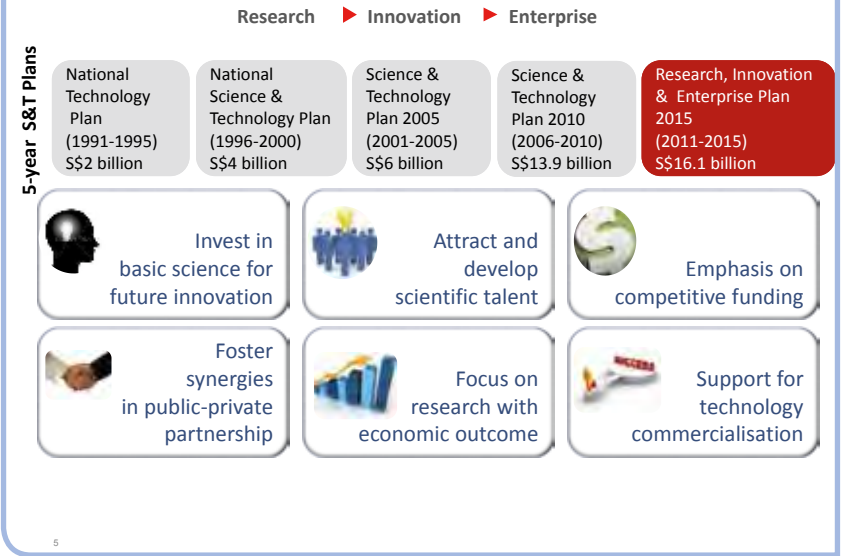 Research Innovation Enterprise
5-year S&T Plans
National
Technology
Plan
(1991-1995)
S$2 billion
National
Science &
Technology Plan
(1996-2000)
S$4 billion
Science &
Technology
Plan 2005
(2001-2005)
S$6 billion
Science &
Technology
Plan 2010
(2006-2010)
S$13.9 billion
Research, Innovation
& Enterprise Plan
2015
(2011-2015)
S$16.1 billion
Invest in
basic science for
future innovation
Attract and
develop
scientific talent
Emphasis on
competitive funding
Foster
synergies
in public-private
partnership
Focus on
research with
economic outcome
SUCCESS
Support for
technology
commercialisation
5